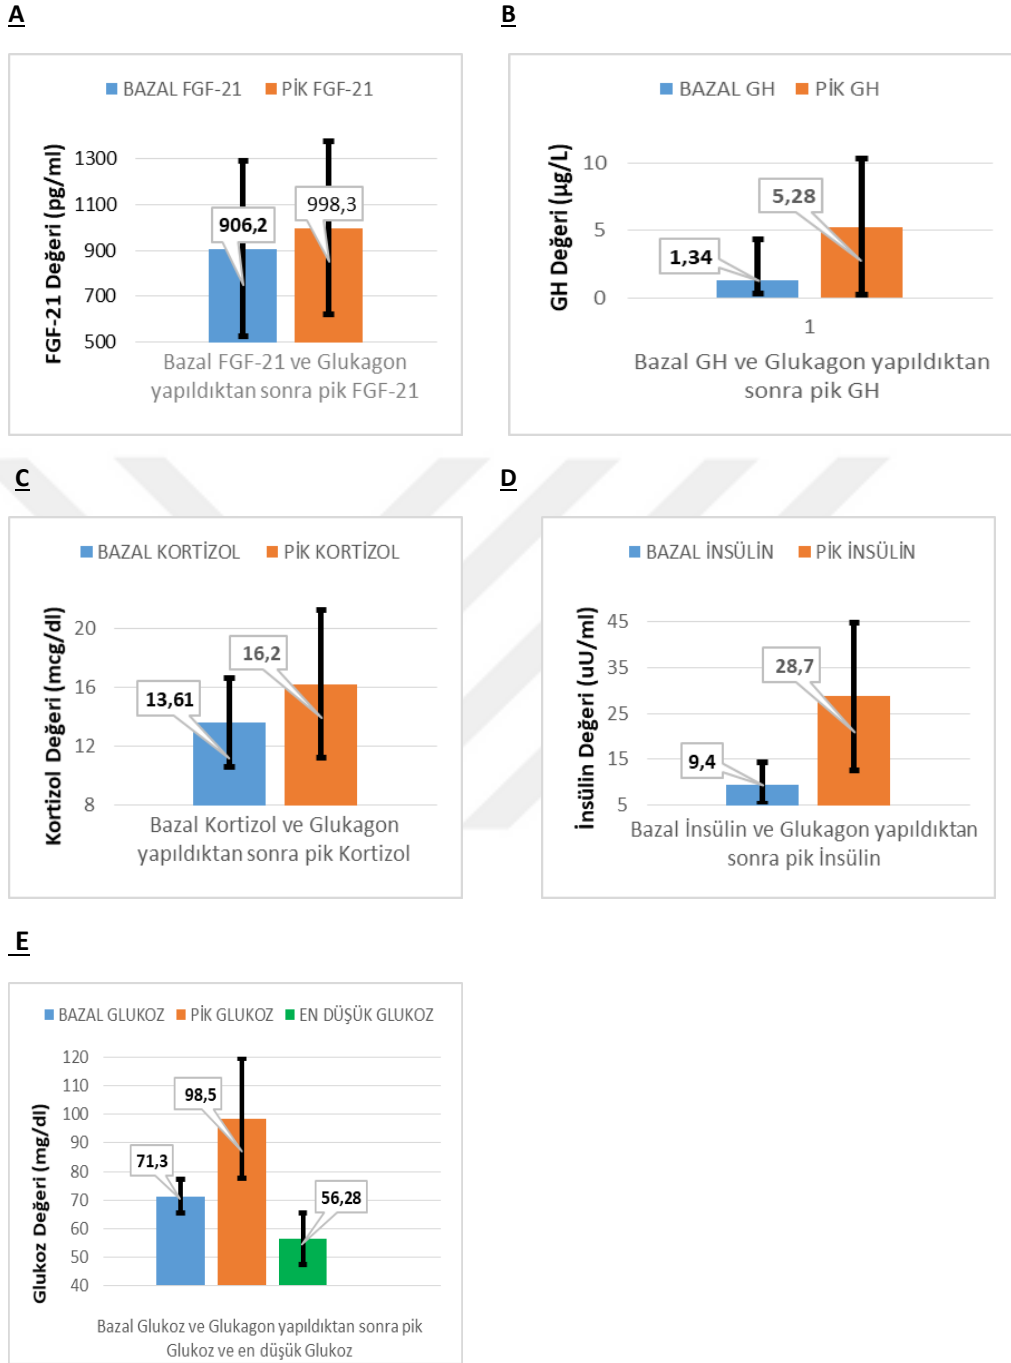 A
BAZAL FGF-21 PİK FGF-21
FGF-21 Değeri (pg/ml)
1300
1100
900
700
500
906,2
998,3
Bazal FGF-21 ve Glukagon
yapıldıktan sonra pik FGF-21
B
BAZAL GH PİK GH
GH Değeri (µg/L)
10
5
0
1,34
5,28
1
Bazal GH ve Glukagon yapıldıktan
sonra pik GH
C
BAZAL KORTİZOL PİK KORTİZOL
Kortizol Değeri (mcg/dl)
20
16
12
8
13,61
16,2
Bazal Kortizol ve Glukagon
yapıldıktan sonra pik Kortizol
D
BAZAL İNSÜLİN PİK İNSÜLİN
İnsülin Değeri (uU/ml)
45
35
25
15
5
9,4
28,7
Bazal İnsülin ve Glukagon yapıldıktan
sonra pik İnsülin
E
BAZAL GLUKOZ PİK GLUKOZ EN DÜŞÜK GLUKOZ
Glukoz Değeri (mg/dl)
120
110
100
90
80
70
60
50
40
71,3
98,5
56,28
Bazal Glukoz ve Glukagon yapıldıktan sonra pik
Glukoz ve en düşük Glukoz